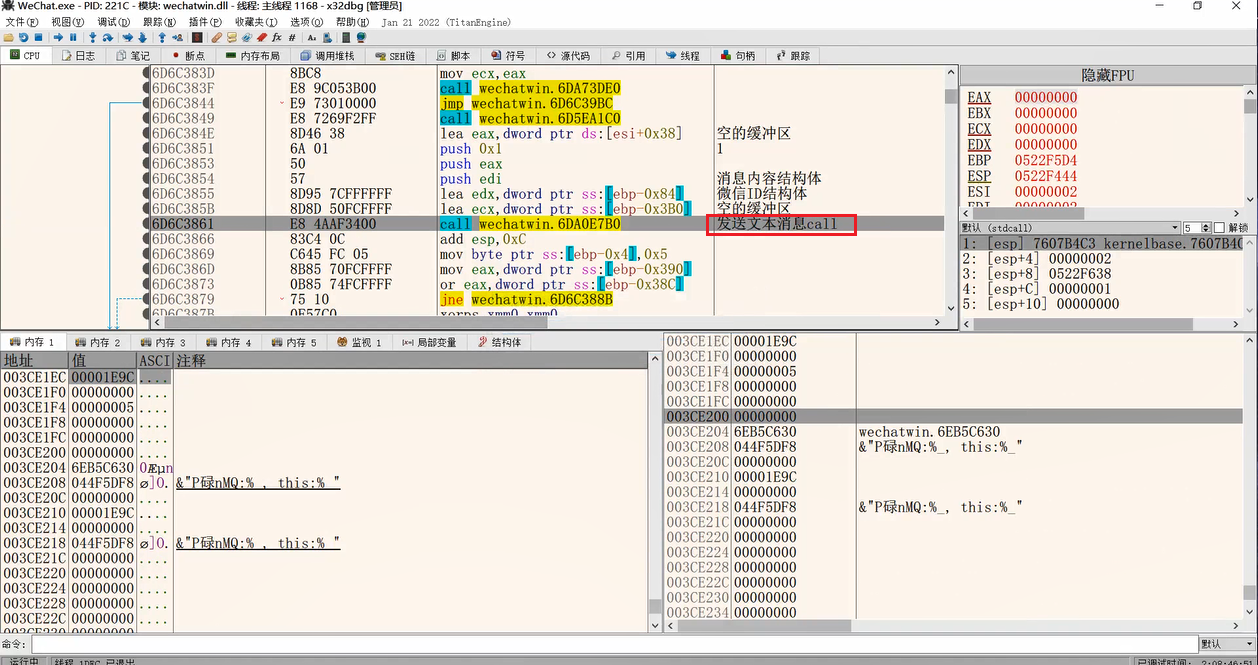 WeChat.exe - PID: 221C - 模块: wechatwin.dll - 线程: 主线程 1168 - x32dbg [管理员]
文件(F) 视图(V) 调试(D) 跟踪(N) 插件(P) 收藏夹(I) 选项(O) 帮助(H) Jan 21 2022 (TitanEngine)
CPU 日志 笔记 断点 内存布局 调用堆栈 SEH链 脚本 符号 源代码 引用 线程 句柄 跟踪
6D6C383D 8BC8 mov ecx,eax
6D6C383F E8 9C053B00 call wechatwin.6DA73DE0
6D6C3844 E9 73010000 jmp wechatwin.6D6C39BC
6D6C3849 E8 7269F2FF call wechatwin.6D5EA1C0
6D6C384E 8D46 38 lea eax,dword ptr ds:[esi+0x38] 空的缓冲区
6D6C3851 6A 01 push 0x1 1
6D6C3853 50 push eax
6D6C3854 57 push edi 消息内容结构体
6D6C3855 8D95 7CFFFFFF lea edx,dword ptr ss:[ebp-0x84] 微信ID结构体
6D6C385B 8D8D 50FCFFFF lea ecx,dword ptr ss:[ebp-0x3B0] 空的缓冲区
6D6C3861 E8 4AAF3400 call wechatwin.6DA0E7B0 发送文本消息call
6D6C3866 83C4 0C add esp,0xC
6D6C3869 C645 FC 05 mov byte ptr ss:[ebp-0x4],0x5
6D6C386D 8B85 70FCFFFF mov eax,dword ptr ss:[ebp-0x390]
6D6C3873 0B85 74FCFFFF or eax,dword ptr ss:[ebp-0x38C]
6D6C3879 75 10 jne wechatwin.6D6C388B
6D6C387B 0F57C0 xorps xmm0,xmm0
隐藏FPU
EAX 00000000
EBX 00000000
ECX 00000000
EDX 00000000
EBP 0522F5D4
ESP 0522F444
ESI 00000002
EDI 00000002
默认 (stdcall) 5 解锁
1: [esp] 7607B4C3 kernelbase.7607B4C
2: [esp+4] 00000002
3: [esp+8] 0522F638
4: [esp+C] 00000001
5: [esp+10] 00000000
内存 1 内存 2 内存 3 内存 4 内存 5 监视 1 局部变量 结构体
地址 值 ASCI 注释
003CE1EC 00001E9C ....
003CE1F0 00000000 ....
003CE1F4 00000005 ....
003CE1F8 00000000 ....
003CE1FC 00000000 ....
003CE200 00000000 ....
003CE204 6EB5C630 0Æµn
003CE208 044F5DF8 ø]O. &"P碌nMQ:%_, this:%_"
003CE20C 00000000 ....
003CE210 00001E9C ....
003CE214 00000000 ....
003CE218 044F5DF8 ø]O. &"P碌nMQ:%_, this:%_"
003CE21C 00000000 ....
003CE220 00000000 ....
003CE224 00000000 ....
003CE228 00000000 ....
003CE22C 00000000 ....
003CE230 00000000
003CE1EC 00001E9C
003CE1F0 00000000
003CE1F4 00000005
003CE1F8 00000000
003CE1FC 00000000
003CE200 00000000
003CE204 6EB5C630 wechatwin.6EB5C630
003CE208 044F5DF8 &"P碌nMQ:%_, this:%_"
003CE20C 00000000
003CE210 00001E9C
003CE214 00000000
003CE218 044F5DF8 &"P碌nMQ:%_, this:%_"
003CE21C 00000000
003CE220 00000000
003CE224 00000000
003CE228 00000000
003CE22C 00000000
003CE230 00000000
003CE234 00000000
命令: 默认
运行中 线程 1DEC 已退出 已调试时间: 2:08:46:51